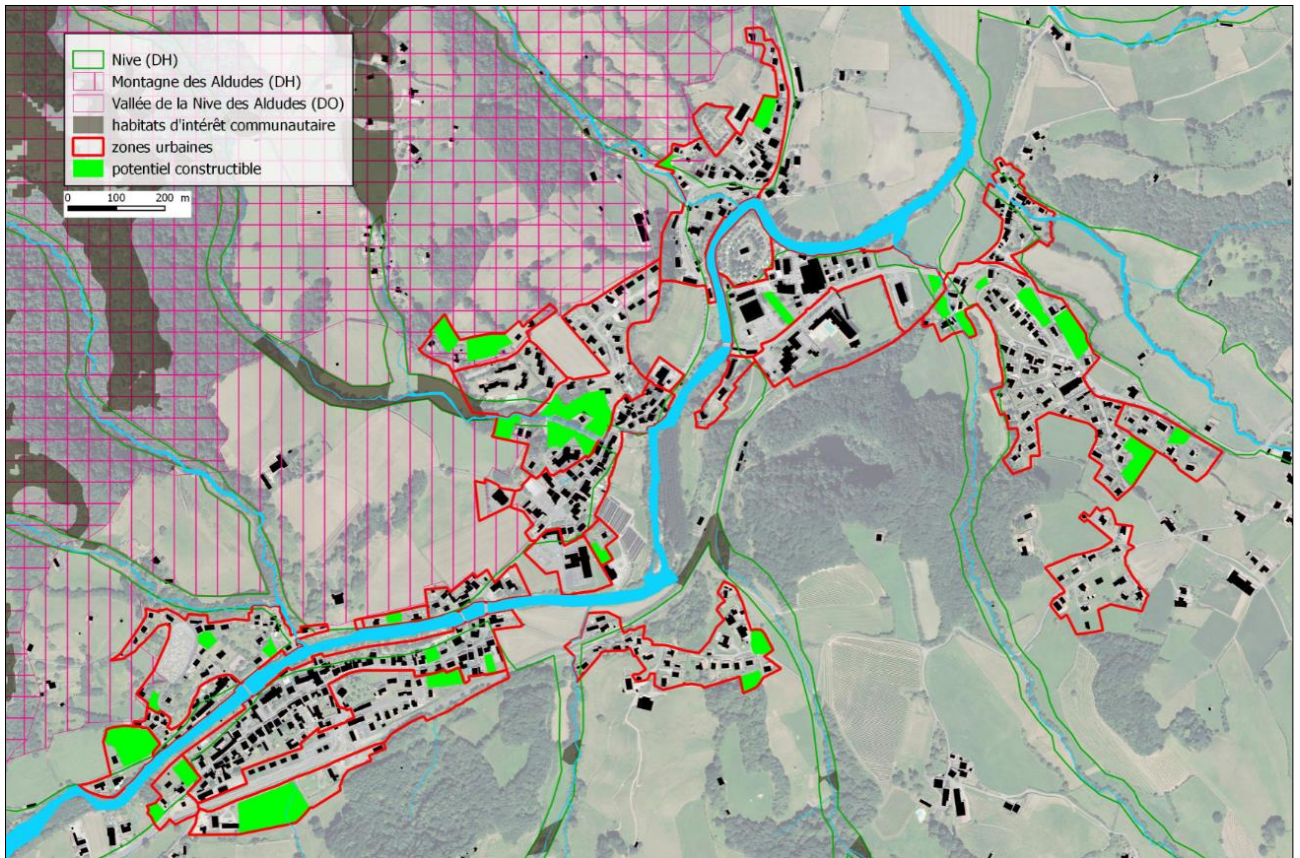 Nive (DH)
Montagne des Aldudes (DH)
Vallée de la Nive des Aldudes (DO)
habitats d'intérêt communautaire
zones urbaines
potentiel constructible
0 100 200 m